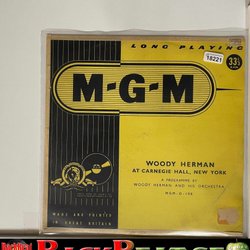 LONG PLAYING
18221
33⅓
M-G-M
WOODY HERMAN
AT CARNEGIE HALL, NEW YORK
A PROGRAMME BY
WOODY HERMAN AND HIS ORCHESTRA
MADE AND PRINTED
IN GREAT BRITAIN